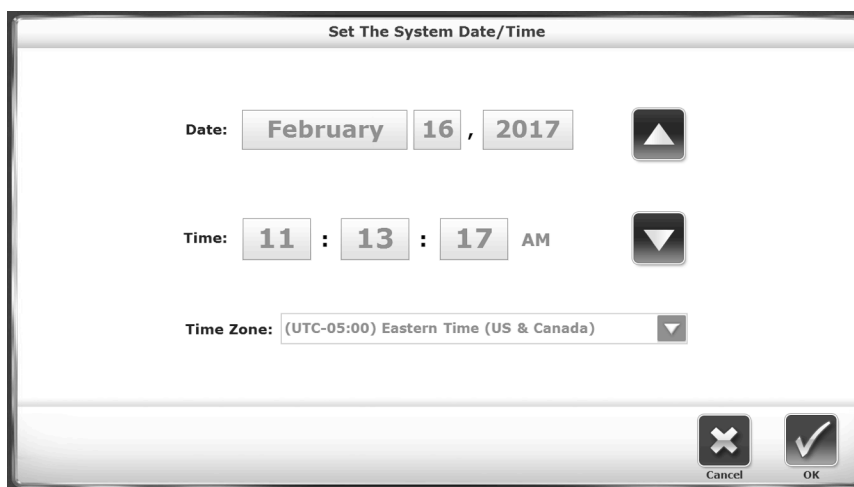 Set The System Date/Time
Date: February 16 , 2017
Time: 11 : 13 : 17 AM
Time Zone: (UTC-05:00) Eastern Time (US & Canada)
Cancel OK